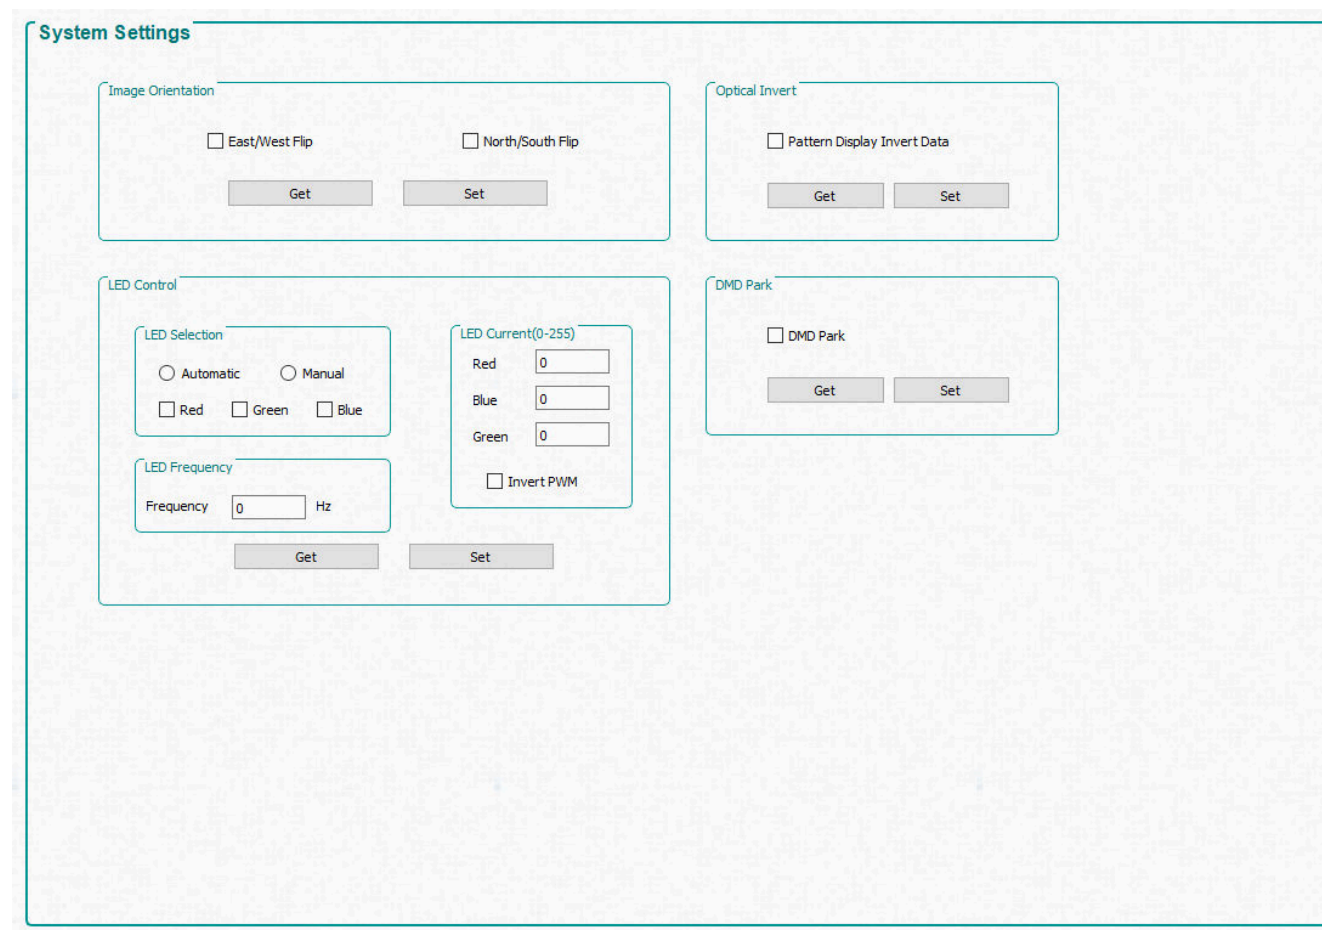 System Settings
Image Orientation
East/West Flip North/South Flip
Get Set
Optical Invert
Pattern Display Invert Data
Get Set
LED Control
LED Selection
Automatic Manual
Red Green Blue
LED Frequency
Frequency 0 Hz
LED Current(0-255)
Red 0
Blue 0
Green 0
Invert PWM
Get Set
DMD Park
DMD Park
Get Set